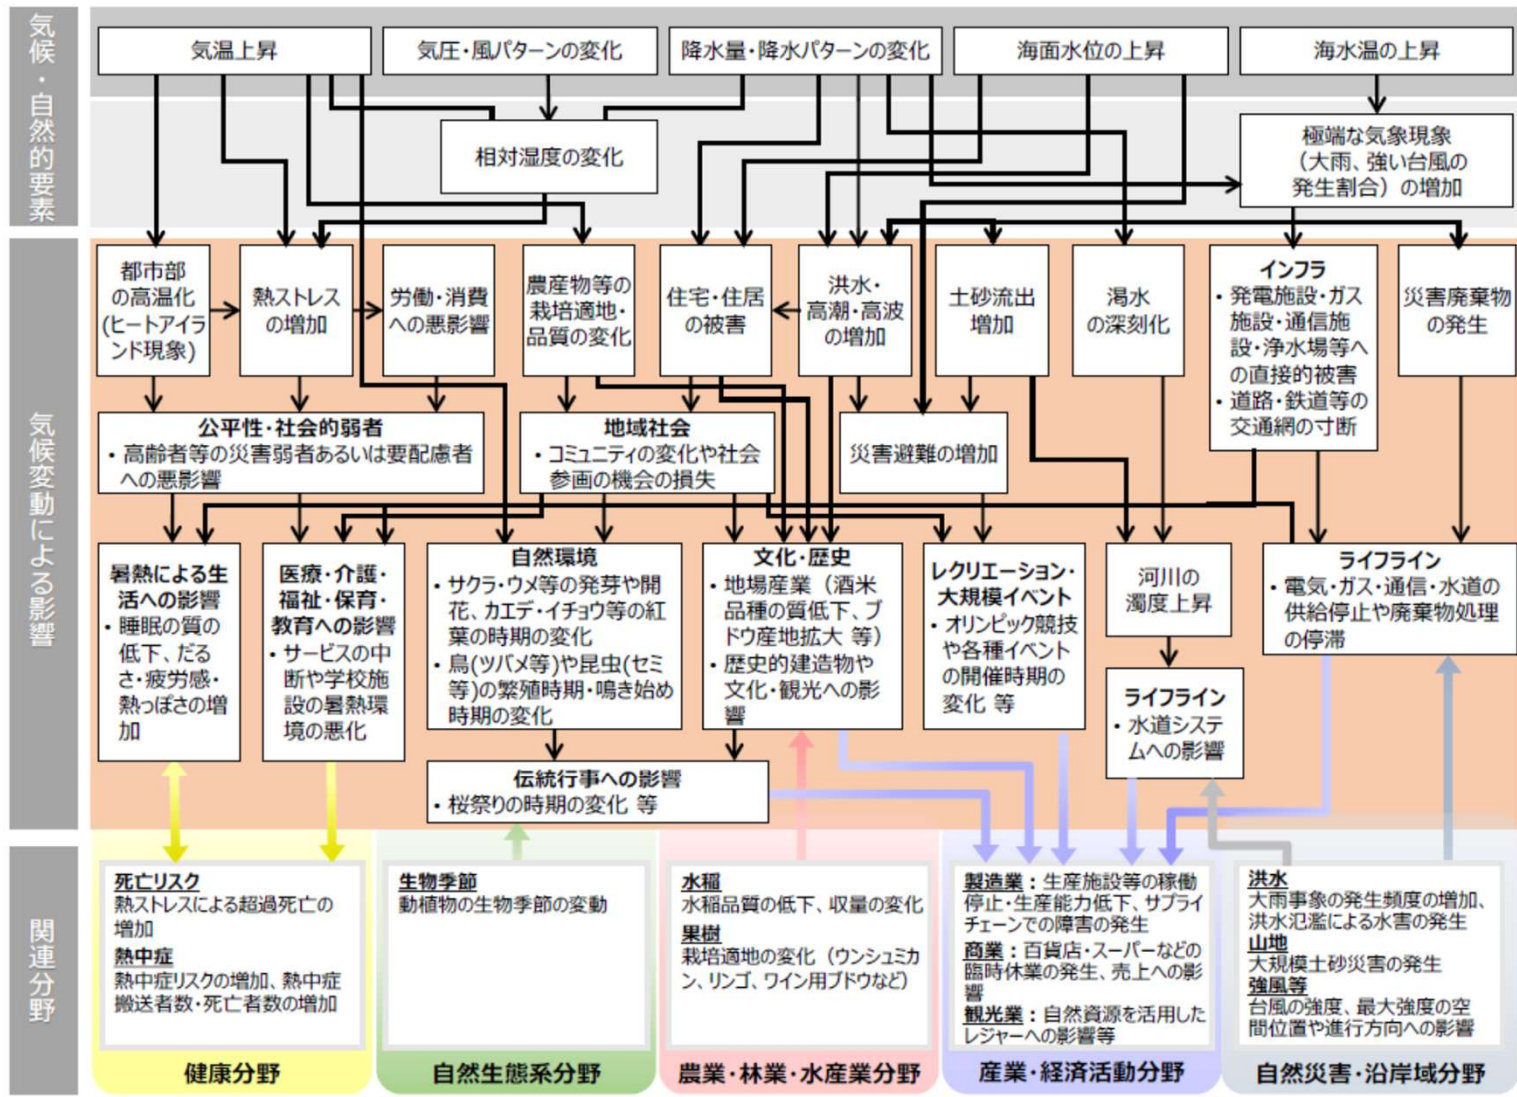 気候・自然的要素
気温上昇
気圧・風パターンの変化
降水量・降水パターンの変化
海面水位の上昇
海水温の上昇
相対湿度の変化
極端な気象現象
（大雨、強い台風の
発生割合）の増加
気候変動による影響
都市部
の高温化
(ヒートアイラ
ンド現象)
熱ストレス
の増加
労働・消費
への悪影響
農産物等の
栽培適地・
品質の変化
住宅・住居
の被害
洪水・
高潮・高波
の増加
土砂流出
増加
渇水
の深刻化
インフラ
• 発電施設・ガス
施設・通信施
設・浄水場等へ
の直接的被害
• 道路・鉄道等の
交通網の寸断
災害廃棄物
の発生
公平性・社会的弱者
• 高齢者等の災害弱者あるいは要配慮者
への悪影響
地域社会
• コミュニティの変化や社会
参画の機会の損失
災害避難の増加
暑熱による生
活への影響
• 睡眠の質の
低下、だる
さ・疲労感・
熱っぽさの増
加
医療・介護・
福祉・保育・
教育への影響
• サービスの中
断や学校施
設の暑熱環
境の悪化
自然環境
• サクラ・ウメ等の発芽や開
花、カエデ・イチョウ等の紅
葉の時期の変化
• 鳥(ツバメ等)や昆虫(セミ
等)の繁殖時期・鳴き始め
時期の変化
文化・歴史
• 地場産業（酒米
品種の質低下、ブ
ドウ産地拡大 等）
• 歴史的建造物や
文化・観光への影
響
レクリエーション・
大規模イベント
• オリンピック競技
や各種イベント
の開催時期の
変化 等
河川の
濁度上昇
ライフライン
• 電気・ガス・通信・水道の
供給停止や廃棄物処理
の停滞
ライフライン
• 水道システ
ムへの影響
伝統行事への影響
• 桜祭りの時期の変化 等
関連分野
死亡リスク
熱ストレスによる超過死亡の
増加
熱中症
熱中症リスクの増加、熱中症
搬送者数・死亡者数の増加
健康分野
生物季節
動植物の生物季節の変動
自然生態系分野
水稲
水稲品質の低下、収量の変化
果樹
栽培適地の変化（ウンシュミカ
ン、リンゴ、ワイン用ブドウなど）
農業・林業・水産業分野
製造業：生産施設等の稼働
停止・生産能力低下、サプライ
チェーンでの障害の発生
商業：百貨店・スーパーなどの
臨時休業の発生、売上への影
響
観光業：自然資源を活用した
レジャーへの影響等
産業・経済活動分野
洪水
大雨事象の発生頻度の増加、
洪水氾濫による水害の発生
山地
大規模土砂災害の発生
強風等
台風の強度、最大強度の空
間位置や進行方向への影響
自然災害・沿岸域分野